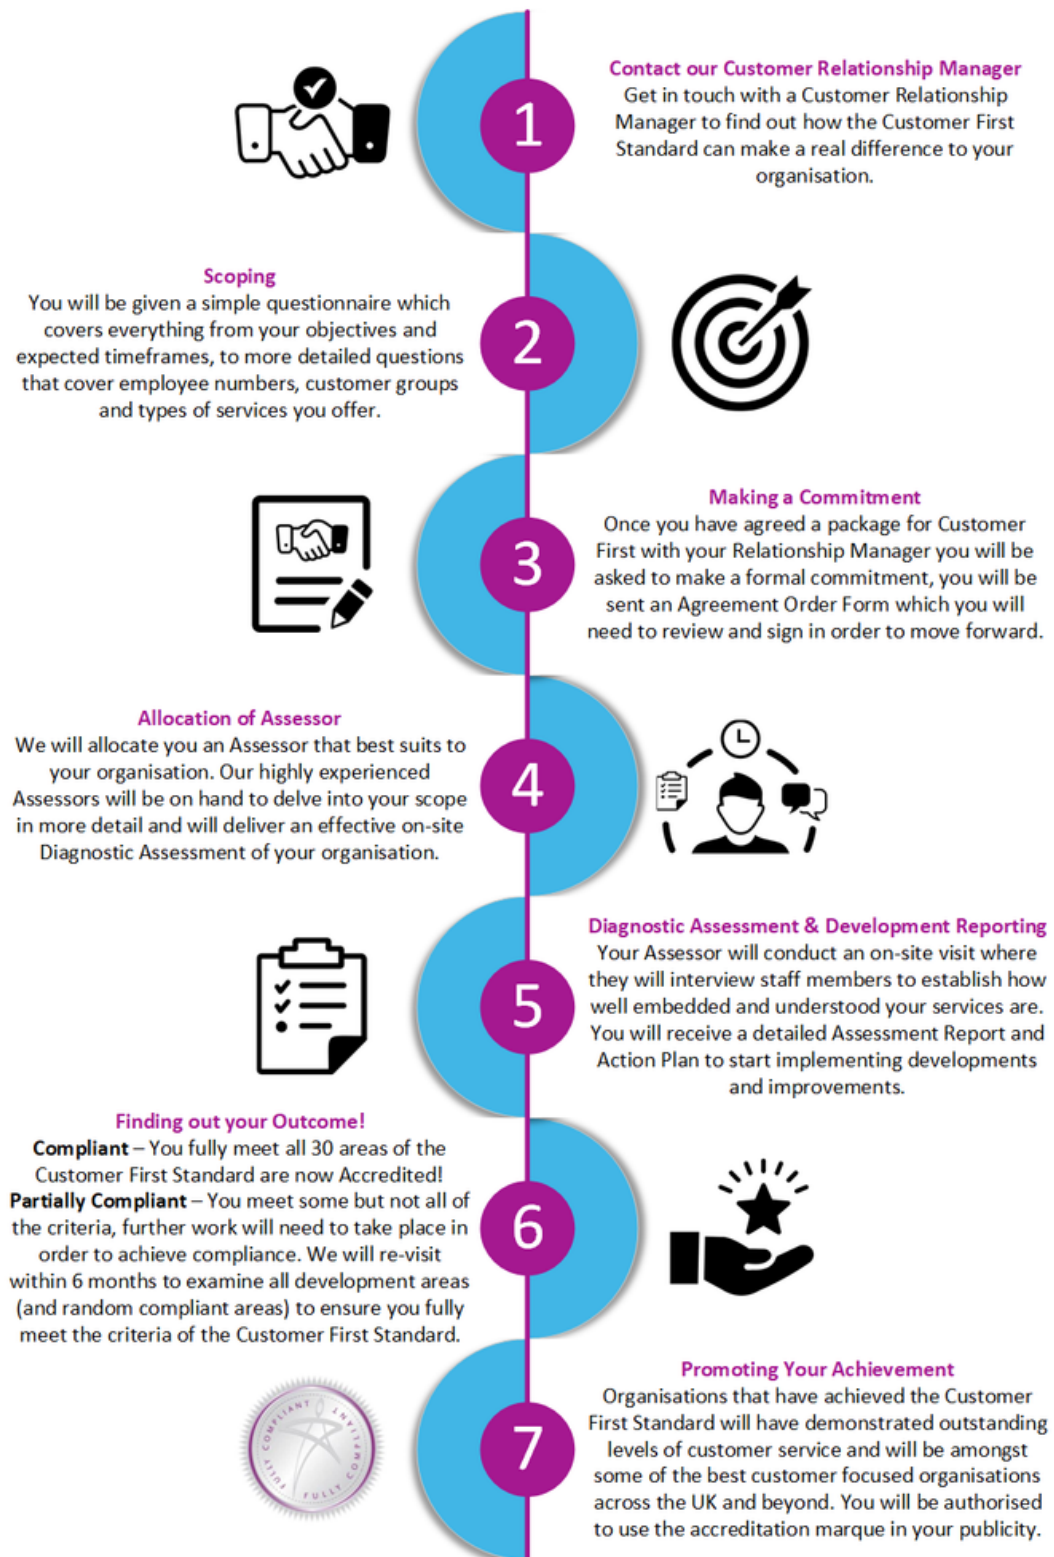 1
Contact our Customer Relationship Manager
Get in touch with a Customer Relationship
Manager to find out how the Customer First
Standard can make a real difference to your
organisation.
Scoping
You will be given a simple questionnaire which
covers everything from your objectives and
expected timeframes, to more detailed questions
that cover employee numbers, customer groups
and types of services you offer.
2
3
Making a Commitment
Once you have agreed a package for Customer
First with your Relationship Manager you will be
asked to make a formal commitment, you will be
sent an Agreement Order Form which you will
need to review and sign in order to move forward.
Allocation of Assessor
We will allocate you an Assessor that best suits to
your organisation. Our highly experienced
Assessors will be on hand to delve into your scope
in more detail and will deliver an effective on-site
Diagnostic Assessment of your organisation.
4
5
Diagnostic Assessment & Development Reporting
Your Assessor will conduct an on-site visit where
they will interview staff members to establish how
well embedded and understood your services are.
You will receive a detailed Assessment Report and
Action Plan to start implementing developments
and improvements.
Finding out your Outcome!
Compliant – You fully meet all 30 areas of the
Customer First Standard are now Accredited!
Partially Compliant – You meet some but not all of
the criteria, further work will need to take place in
order to achieve compliance. We will re-visit
within 6 months to examine all development areas
(and random compliant areas) to ensure you fully
meet the criteria of the Customer First Standard.
6
FULLY COMPLIANT
FULLY COMPLIANT
7
Promoting Your Achievement
Organisations that have achieved the Customer
First Standard will have demonstrated outstanding
levels of customer service and will be amongst
some of the best customer focused organisations
across the UK and beyond. You will be authorised
to use the accreditation marque in your publicity.